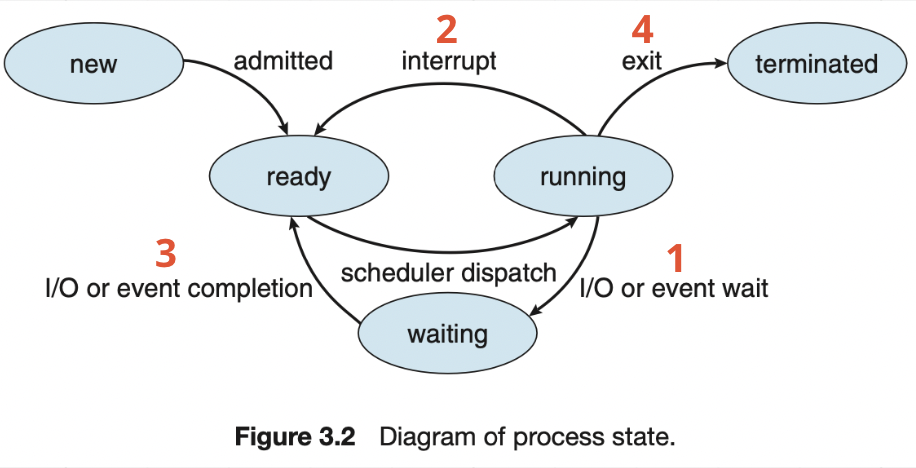 2
4
new
admitted
interrupt
exit
terminated
ready
running
3
1
scheduler dispatch
I/O or event completion
I/O or event wait
waiting
Figure 3.2 Diagram of process state.